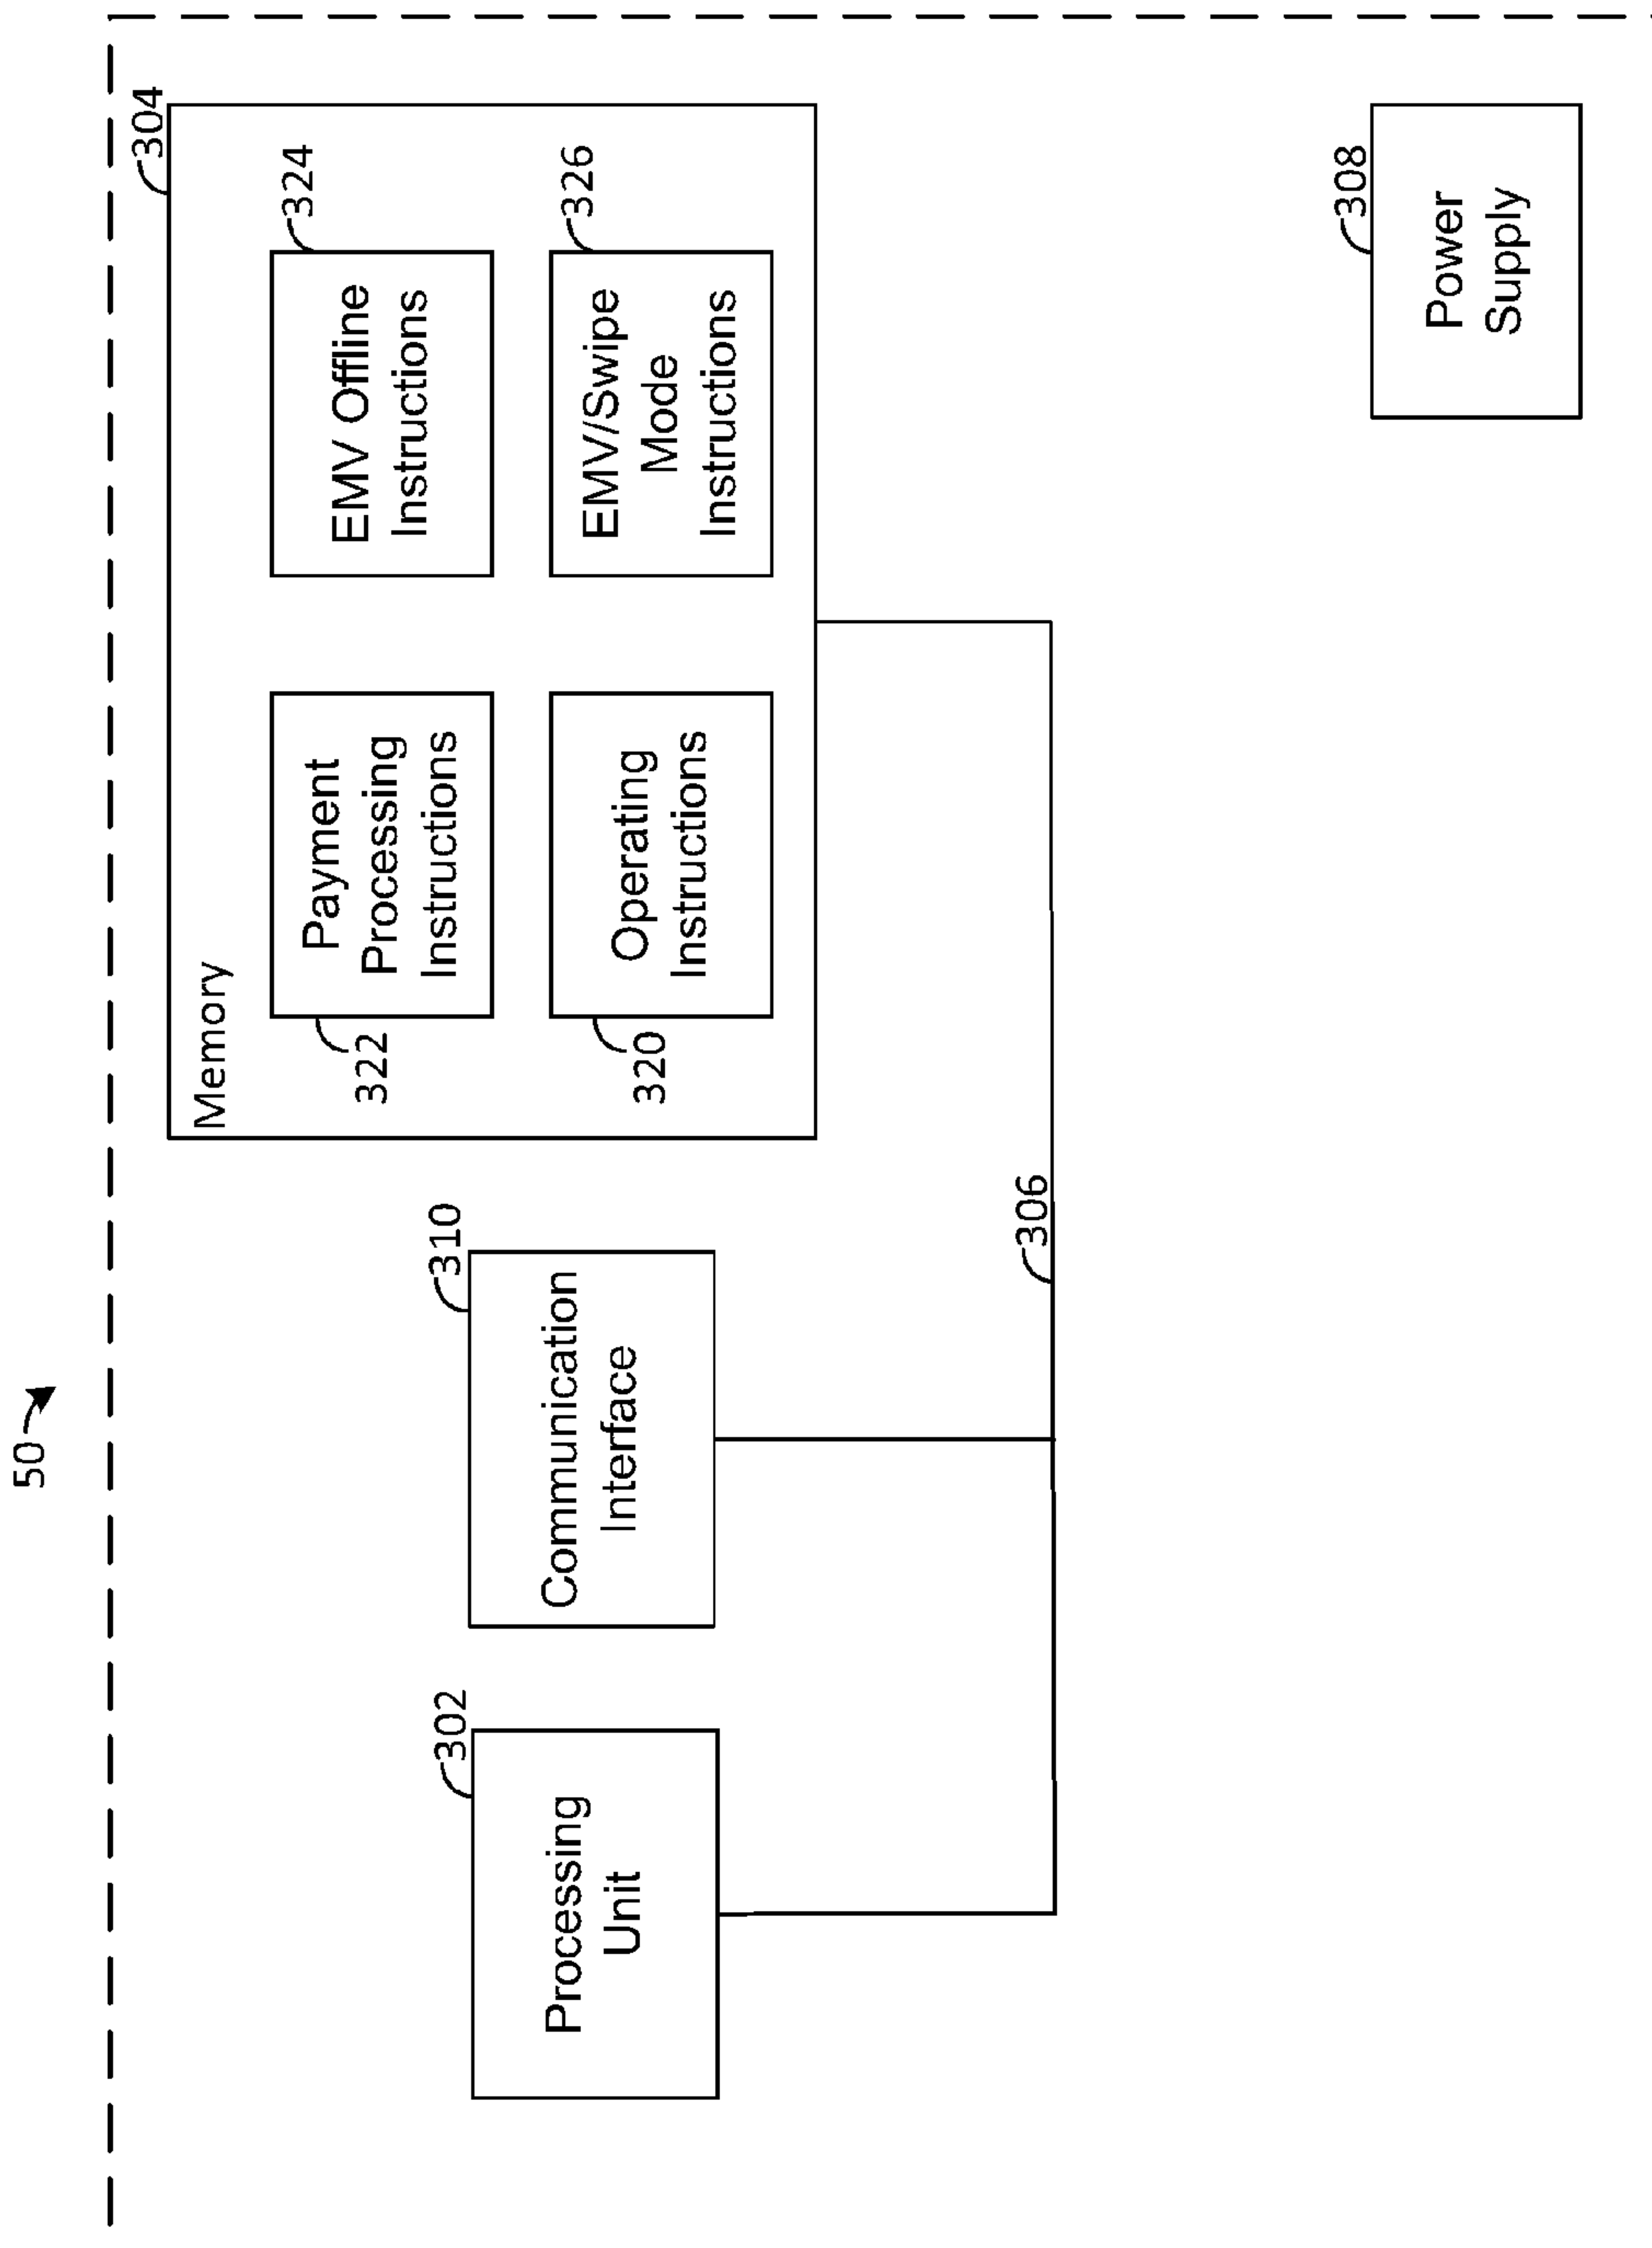 50
304
Memory
322
Payment
Processing
Instructions
324
EMV Offline
Instructions
320
Operating
Instructions
326
EMV/Swipe
Mode
Instructions
302
Processing
Unit
310
Communication
Interface
306
308
Power
Supply